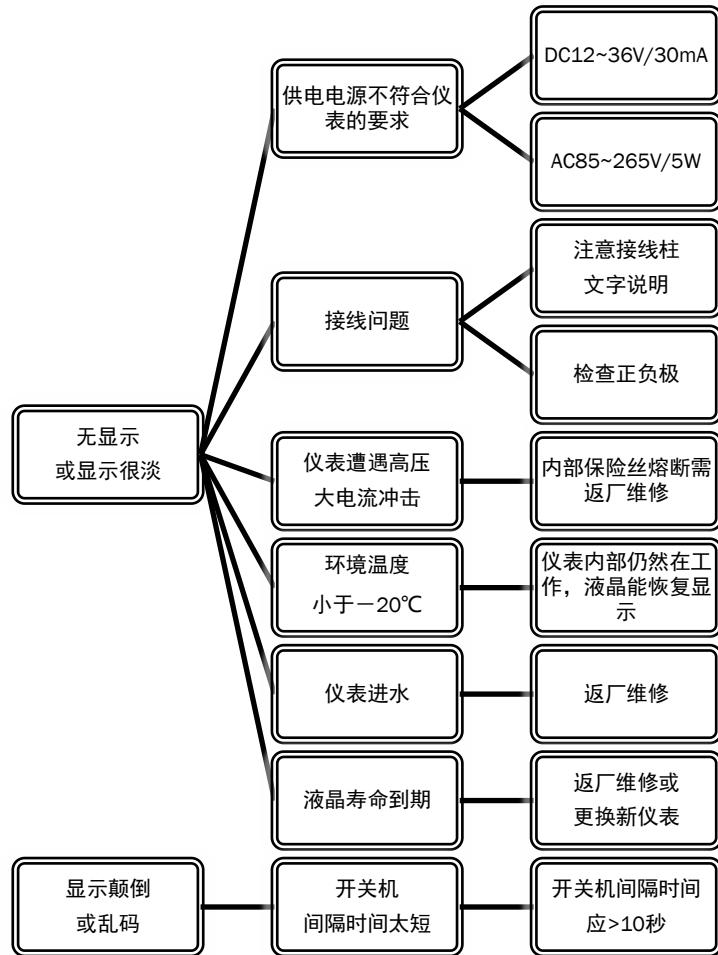 供电电源不符合仪
表的要求
DC12~36V/30mA
AC85~265V/5W
接线问题
注意接线柱
文字说明
检查正负极
无显示
或显示很淡
仪表遭遇高压
大电流冲击
内部保险丝熔断需
返厂维修
环境温度
小于－20℃
仪表内部仍然在工
作，液晶能恢复显
示
仪表进水
返厂维修
液晶寿命到期
返厂维修或
更换新仪表
显示颠倒
或乱码
开关机
间隔时间太短
开关机间隔时间
应>10秒